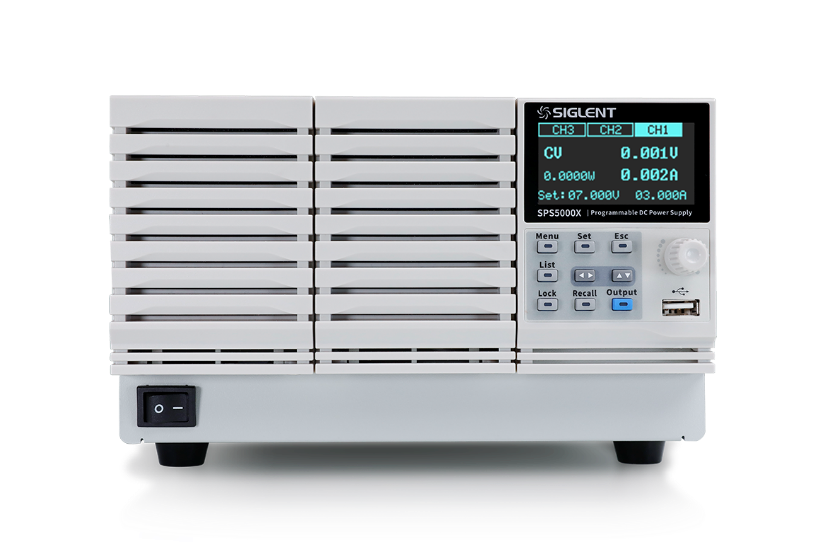 SIGLENT
CH3 CH2 CH1
CV 0.001V
0.0000W 0.002A
Set:07.000V 03.000A
SPS5000X | Programmable DC Power Supply
Menu Set Esc
List
Lock Recall Output